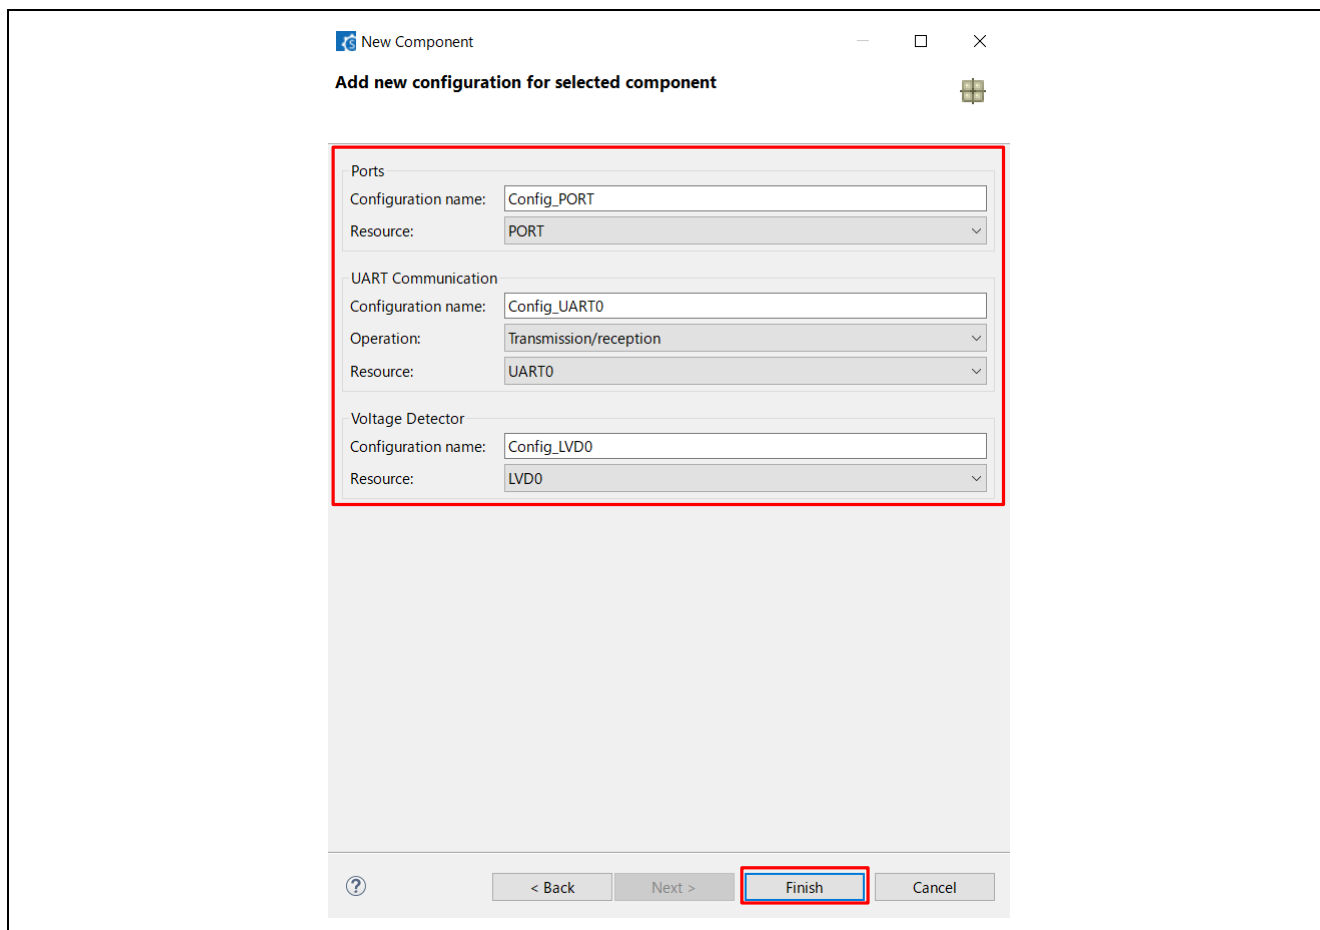 New Component
Add new configuration for selected component
Ports
Configuration name: Config_PORT
Resource: PORT
UART Communication
Configuration name: Config_UART0
Operation: Transmission/reception
Resource: UART0
Voltage Detector
Configuration name: Config_LVD0
Resource: LVD0
? < Back Next > Finish Cancel